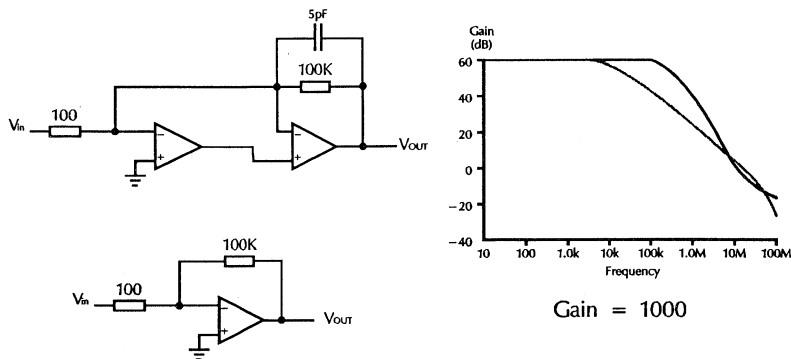 5pF
100K
100
Vin
−
+
−
+
VOUT
100K
100
Vin
−
+
VOUT
Gain
(dB)
60
40
20
0
−20
−40
10 100 1.0k 10k 100k 1.0M 10M 100M
Frequency
Gain = 1000